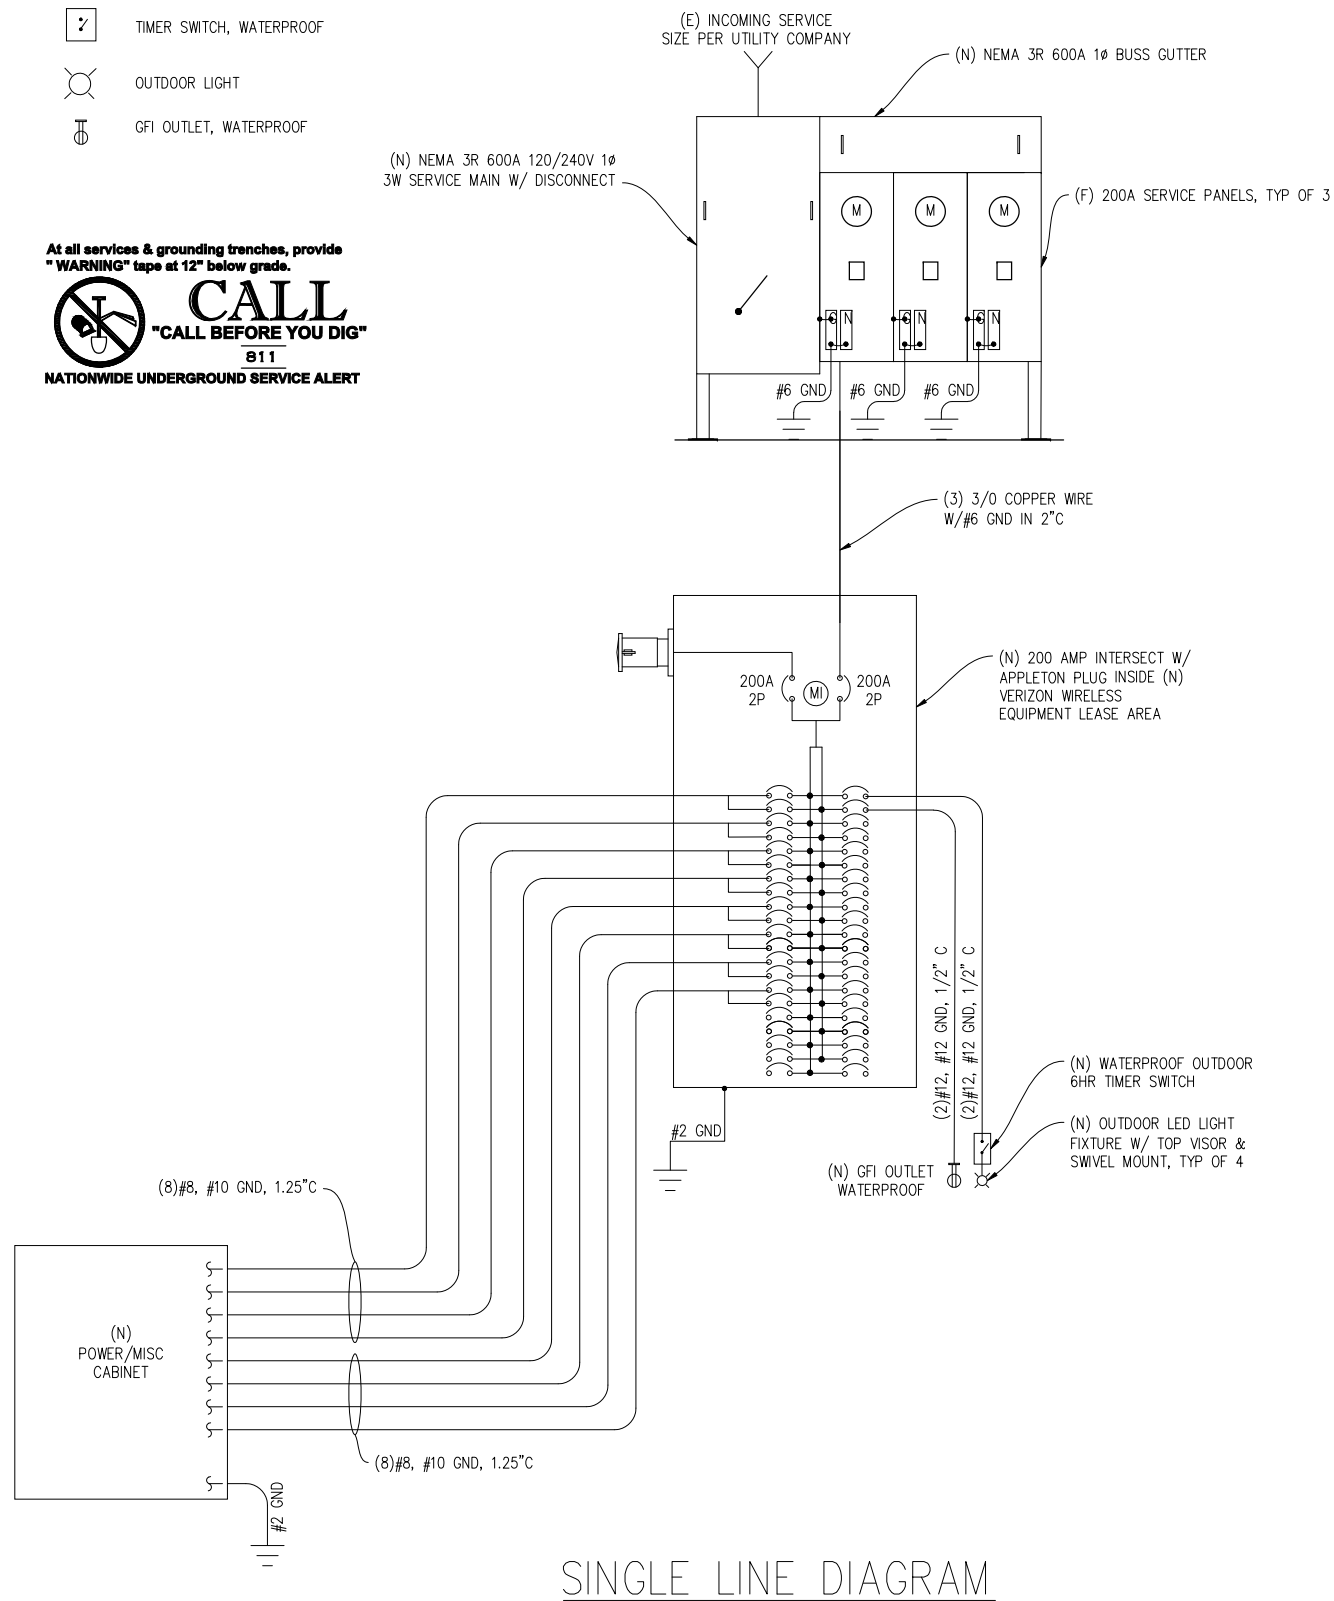 TIMER SWITCH, WATERPROOF
OUTDOOR LIGHT
GFI OUTLET, WATERPROOF
(E) INCOMING SERVICE
SIZE PER UTILITY COMPANY
(N) NEMA 3R 600A 1ø BUSS GUTTER
(N) NEMA 3R 600A 120/240V 1ø
3W SERVICE MAIN W/ DISCONNECT
(F) 200A SERVICE PANELS, TYP OF 3
M
M
M
G N
G N
G N
#6 GND
#6 GND
#6 GND
At all services & grounding trenches, provide
" WARNING" tape at 12" below grade.
CALL
"CALL BEFORE YOU DIG"
811
NATIONWIDE UNDERGROUND SERVICE ALERT
(3) 3/0 COPPER WIRE
W/#6 GND IN 2"C
(N) 200 AMP INTERSECT W/
APPLETON PLUG INSIDE (N)
VERIZON WIRELESS
EQUIPMENT LEASE AREA
200A
2P
MI
200A
2P
(2)#12, #12 GND, 1/2" C
(2)#12, #12 GND, 1/2" C
(N) WATERPROOF OUTDOOR
6HR TIMER SWITCH
(N) OUTDOOR LED LIGHT
FIXTURE W/ TOP VISOR &
SWIVEL MOUNT, TYP OF 4
#2 GND
(N) GFI OUTLET
WATERPROOF
(8)#8, #10 GND, 1.25"C
(N)
POWER/MISC
CABINET
(8)#8, #10 GND, 1.25"C
#2 GND
SINGLE LINE DIAGRAM